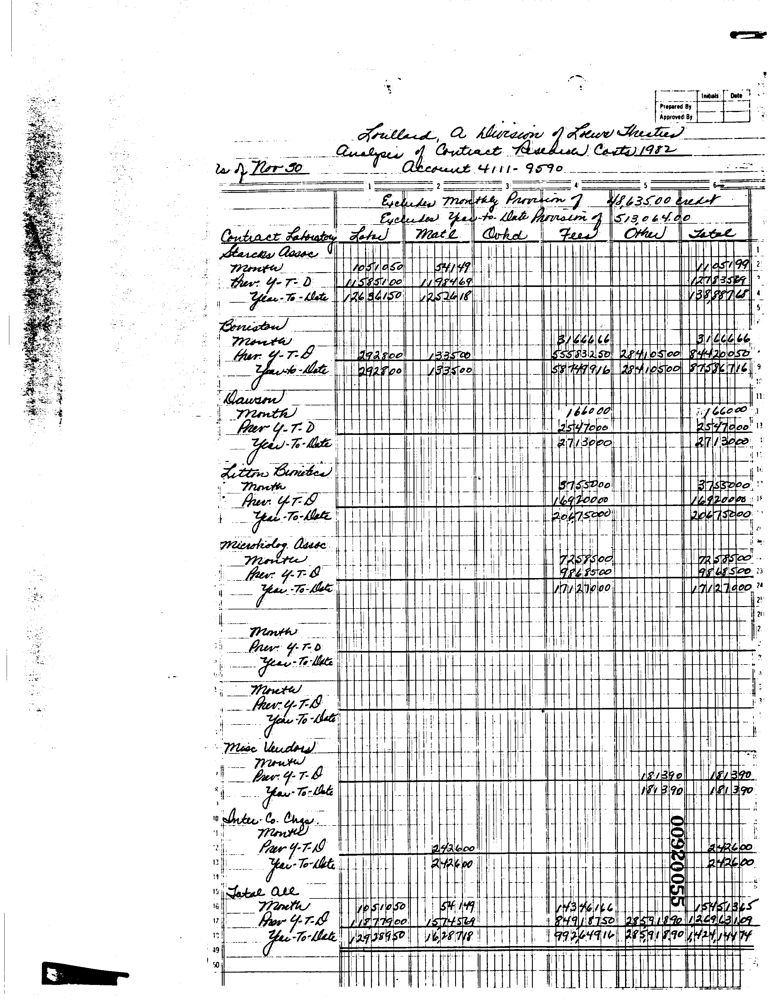 Initials Date
Prepared By
Approved By
Lorillard, A Division of Loews Theatres
Analysis of Contract Research Costs 1982
As of Nov 30 Account 4111-9590
1 2 3 4 5 6
Excludes Monthly Provision of 48,635.00 credit
Excludes Year-to-Date Provision of 513,064.00
Contract Laboratory Labor Mat'l Ovhd Fees Other Total
Starcks Assoc
Month 1051050 54149 1105199
Prev. Y-T-D 11585100 1198469 12783569
Year-To-Date 12636150 1252618 13888768
Boriston
Month 3166666 3166666
Prev. Y-T-D 292800 133500 55583250 28410500 84420050
Year-to-Date 292800 133500 58749916 28410500 87586716
Dawson
Month 166000 166000
Prev Y-T-D 2547000 2547000
Year-To-Date 2713000 2713000
Litton Bionetics
Month 3755000 3755000
Prev. Y-T-D 16920000 16920000
Year-To-Date 20675000 20675000
Microbiolog. Assoc
Month 7258500 7258500
Prev. Y-T-D 9868500 9868500
Year-To-Date 17127000 17127000
Month
Prev. Y-T-D
Year-To-Date
Month
Prev. Y-T-D
Year-To-Date
Misc Vendors
Month
Prev. Y-T-D 181390 181390
Year-To-Date 181390 181390
Inter-Co. Chgs.
Month
Prev Y-T-D 242600 242600
Year-To-Date 242600 242600
Total All
Month 1051050 54149 14346166 15451365
Prev Y-T-D 11877900 1574569 84918750 28591890 126963109
Year-To-Date 12928950 1628718 99264916 28591890 142414474
00920055